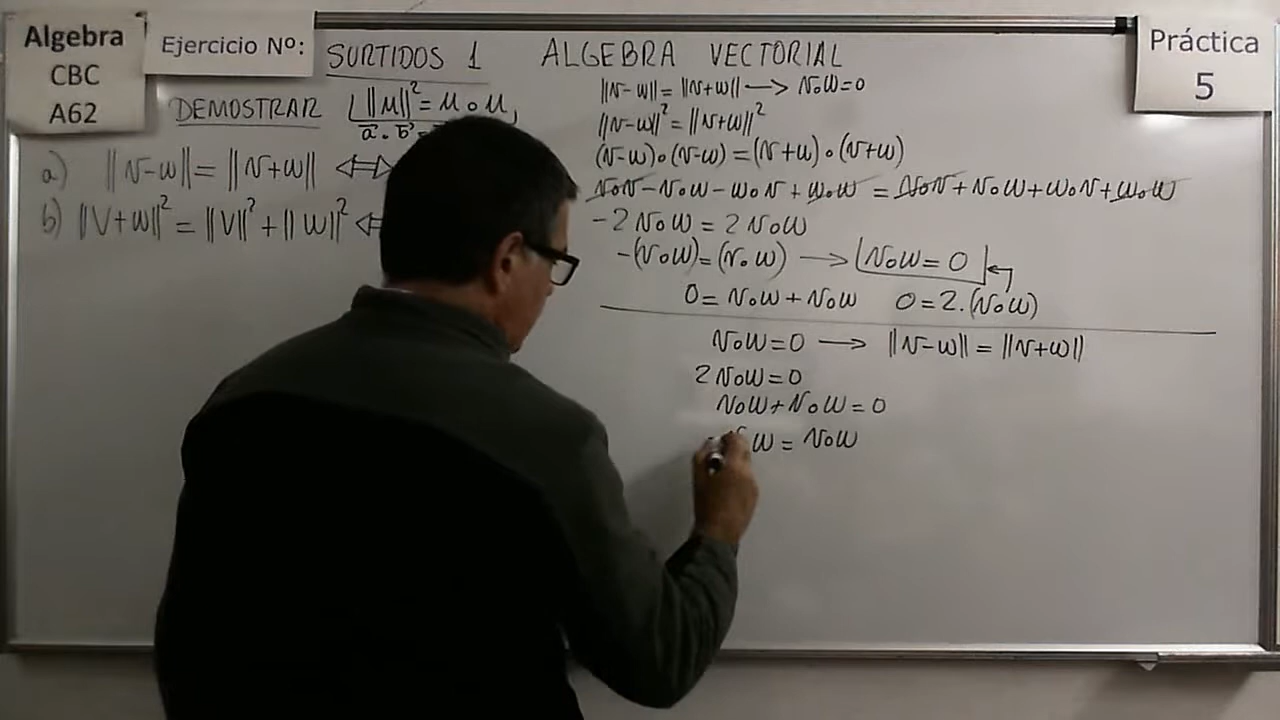 Algebra
CBC
A62
Ejercicio Nº:
SURTIDOS 1
ALGEBRA VECTORIAL
Práctica
5
DEMOSTRAR ||u||² = u∘u,
a) ||v-w|| = ||v+w|| ⟺
b) ||v+w||² = ||v||² + ||w||²
||v-w|| = ||v+w|| → v∘w=0
||v-w||² = ||v+w||²
(v-w)∘(v-w) = (v+w)∘(v+w)
v∘v - v∘w - w∘v + w∘w = v∘v + v∘w + w∘v + w∘w
-2 v∘w = 2 v∘w
-(v∘w) = (v∘w) → v∘w = 0
0 = v∘w + v∘w 0 = 2.(v∘w)
v∘w = 0 → ||v-w|| = ||v+w||
2 v∘w = 0
v∘w + v∘w = 0
w = v∘w